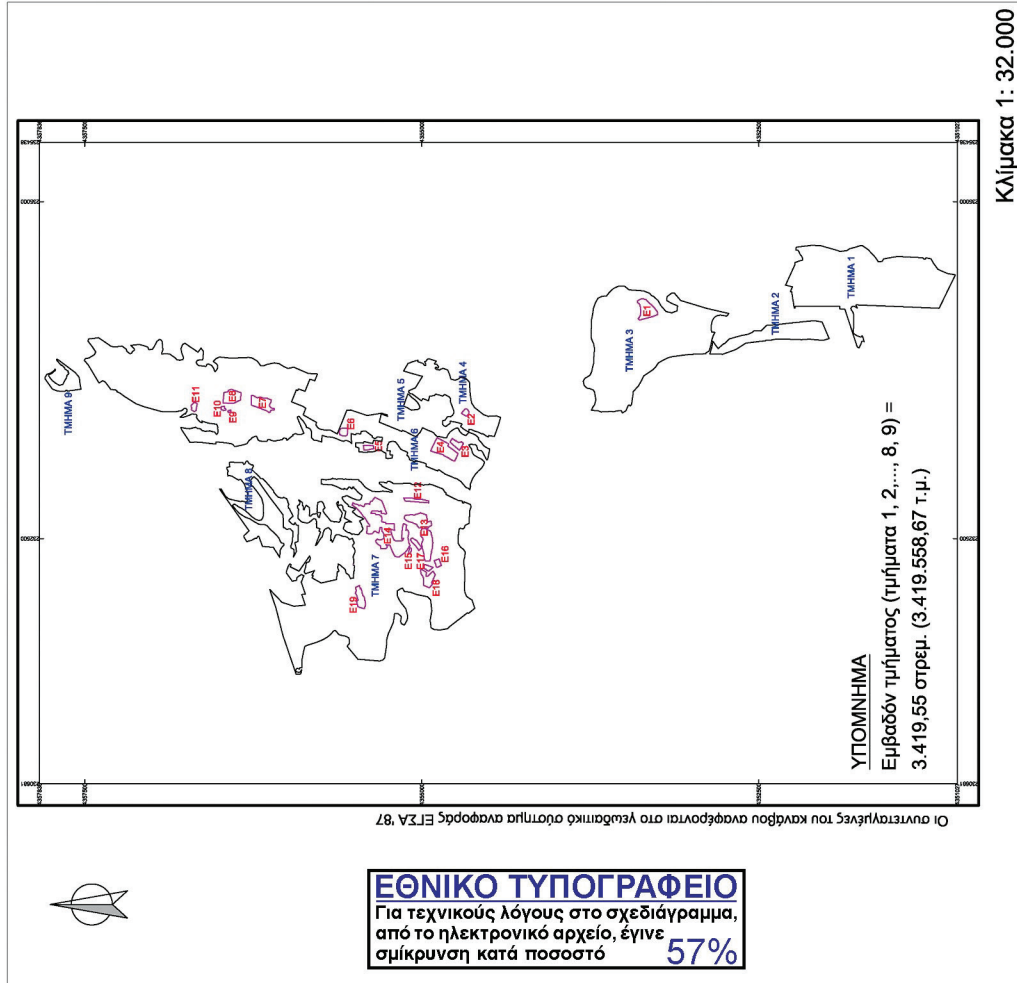 Κλίμακα 1: 32.000
ΤΜΗΜΑ 9
ΤΜΗΜΑ 8
ΤΜΗΜΑ 7
ΤΜΗΜΑ 6
ΤΜΗΜΑ 5
ΤΜΗΜΑ 4
ΤΜΗΜΑ 3
ΤΜΗΜΑ 2
ΤΜΗΜΑ 1
E11
E10
E9
E8
E7
E6
E5
E4
E3
E2
E1
E12
E13
E14
E15
E17
E16
E18
E19
ΥΠΟΜΝΗΜΑ
Εμβαδόν τμήματος (τμήματα 1, 2,..., 8, 9) =
3.419,55 στρεμ. (3.419.558,67 τ.μ.)
Οι συντεταγμένες του κανάβου αναφέρονται στο γεωδαιτικό σύστημα αναφοράς ΕΓΣΑ '87
ΕΘΝΙΚΟ ΤΥΠΟΓΡΑΦΕΙΟ
Για τεχνικούς λόγους στο σχεδιάγραμμα,
από το ηλεκτρονικό αρχείο, έγινε
σμίκρυνση κατά ποσοστό 57%